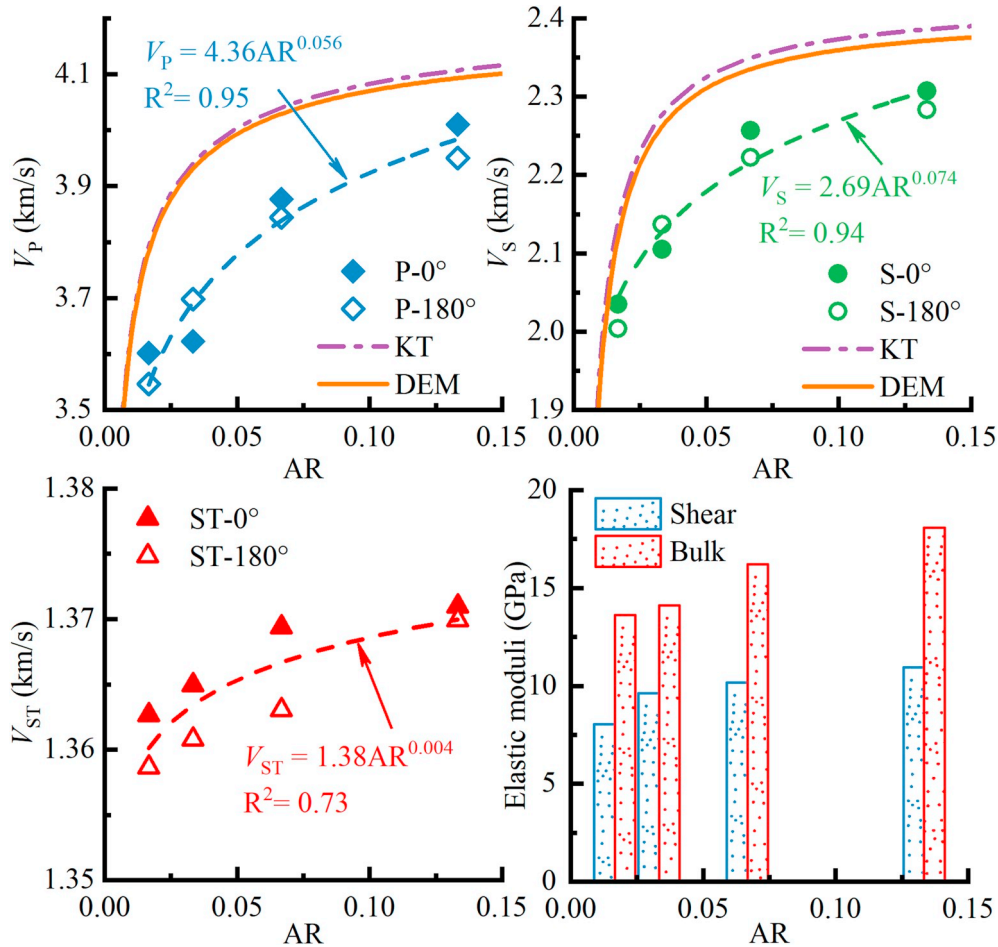 4.1
3.9
3.7
3.5
V_P (km/s)
V_P = 4.36AR^0.056
R^2= 0.95
P-0°
P-180°
KT
DEM
0.00 0.05 0.10 0.15
AR
2.4
2.3
2.2
2.1
2.0
1.9
V_S (km/s)
V_S = 2.69AR^0.074
R^2= 0.94
S-0°
S-180°
KT
DEM
0.00 0.05 0.10 0.15
AR
1.38
1.37
1.36
1.35
V_ST (km/s)
ST-0°
ST-180°
V_ST = 1.38AR^0.004
R^2= 0.73
0.00 0.05 0.10 0.15
AR
20
15
10
5
0
Elastic moduli (GPa)
Shear
Bulk
0.00 0.05 0.10 0.15
AR